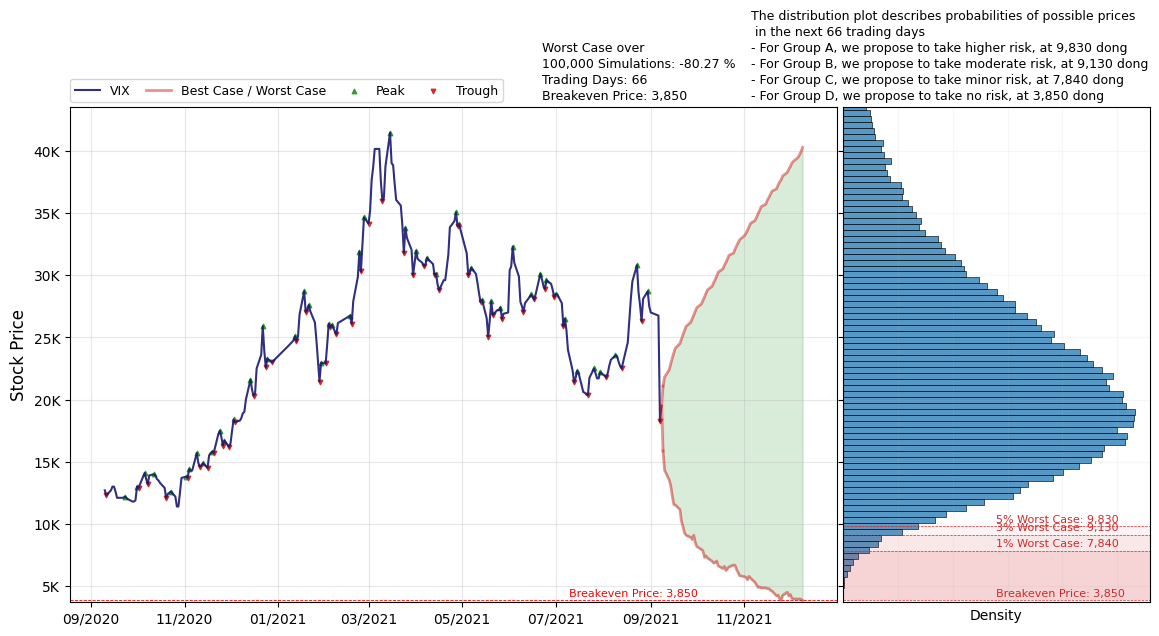 The distribution plot describes probabilities of possible prices
in the next 66 trading days
- For Group A, we propose to take higher risk, at 9,830 dong
- For Group B, we propose to take moderate risk, at 9,130 dong
- For Group C, we propose to take minor risk, at 7,840 dong
- For Group D, we propose to take no risk, at 3,850 dong
Worst Case over
100,000 Simulations: -80.27 %
Trading Days: 66
Breakeven Price: 3,850
VIX
Best Case / Worst Case
Peak
Trough
Stock Price
40K
35K
30K
25K
20K
15K
10K
5K
Breakeven Price: 3,850
09/2020
11/2020
01/2021
03/2021
05/2021
07/2021
09/2021
11/2021
5% Worst Case: 9,830
3% Worst Case: 9,130
1% Worst Case: 7,840
Breakeven Price: 3,850
Density